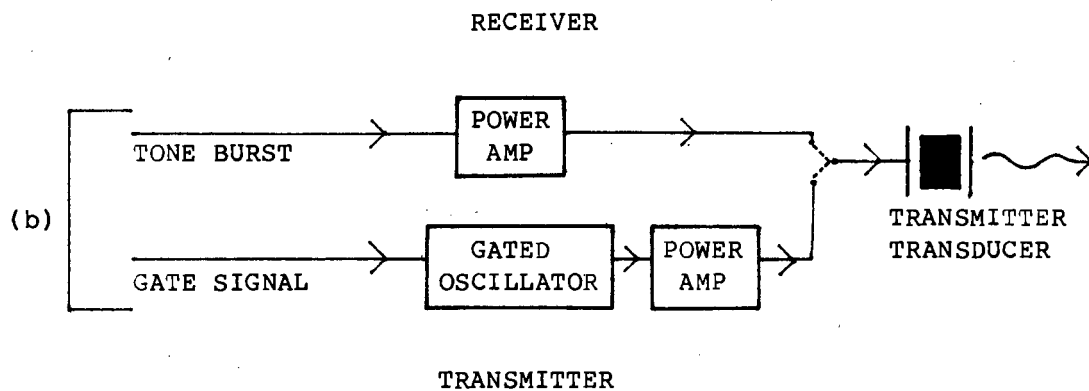 RECEIVER
POWER
AMP
TONE BURST
(b)
TRANSMITTER
TRANSDUCER
GATED
OSCILLATOR
POWER
AMP
GATE SIGNAL
TRANSMITTER